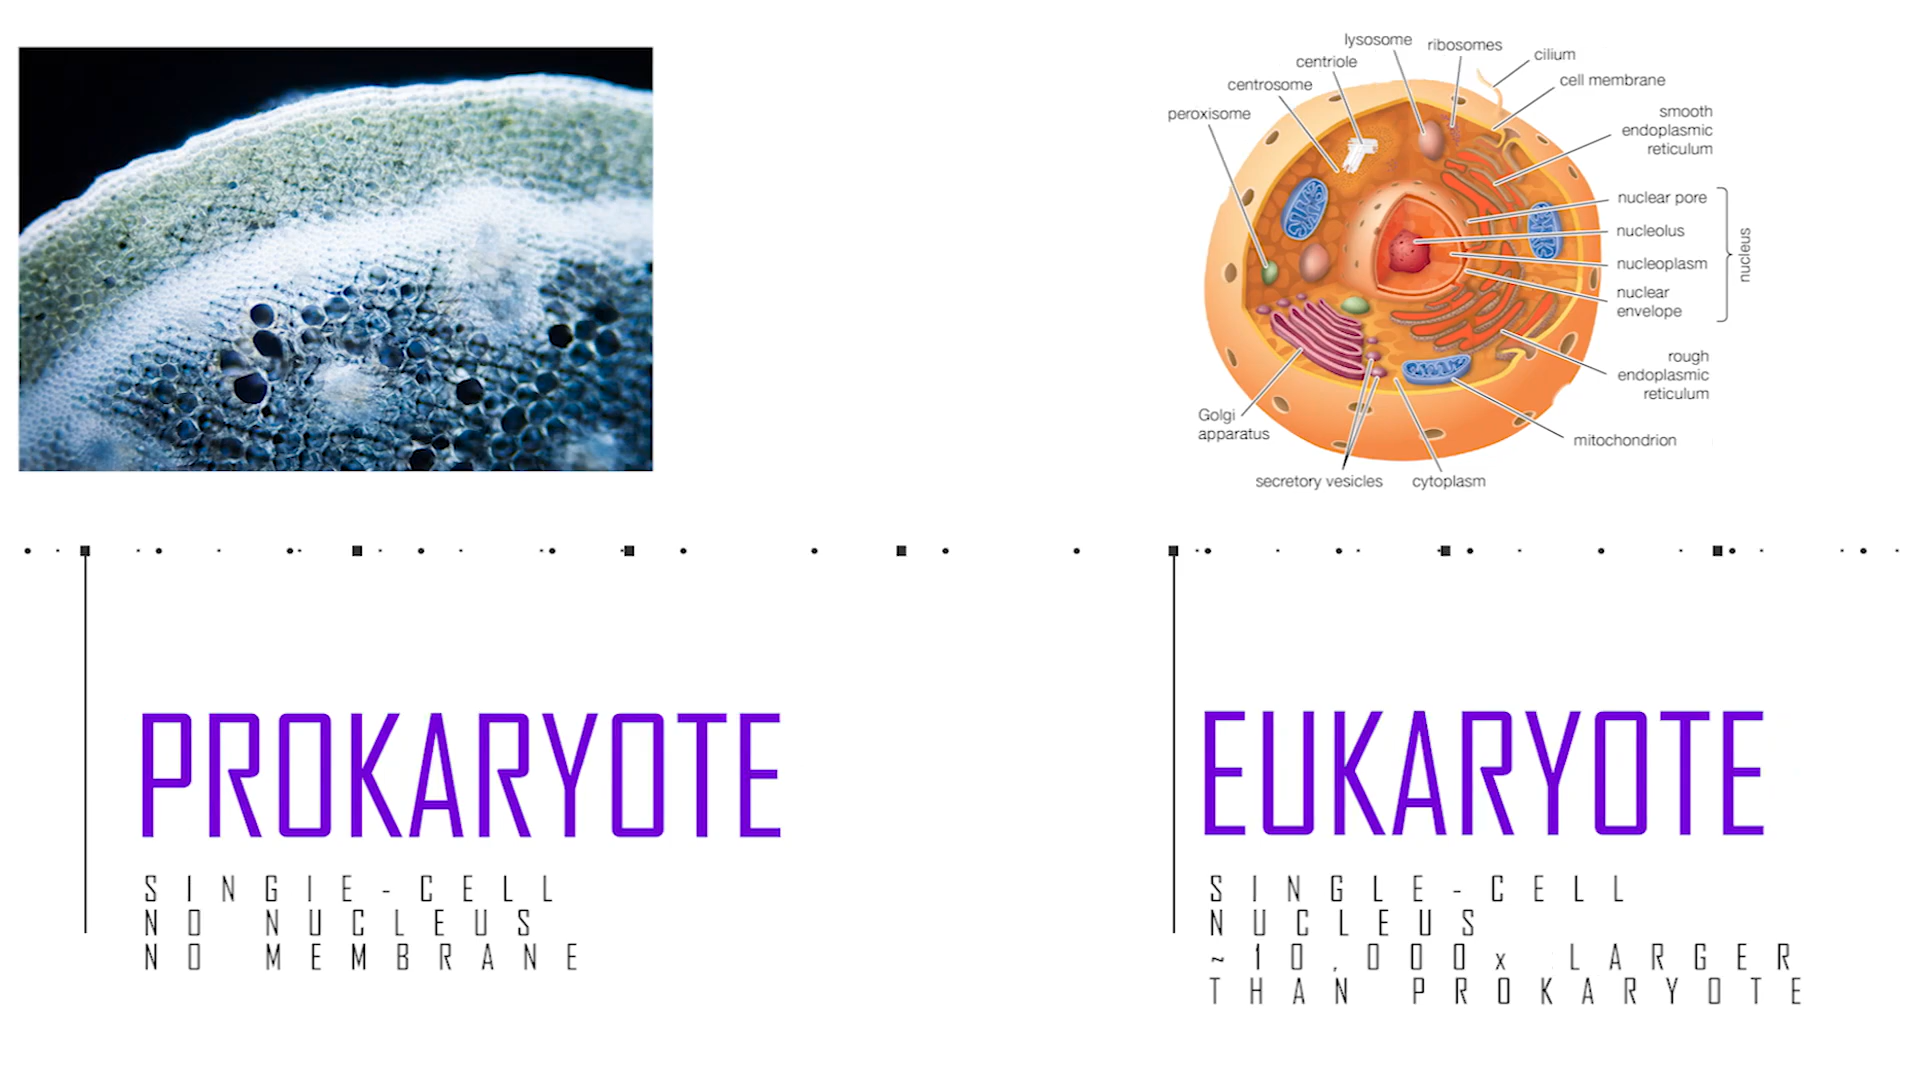 lysosome
ribosomes
centriole
cilium
centrosome
cell membrane
peroxisome
smooth
endoplasmic
reticulum
nuclear pore
nucleolus
nucleoplasm
nuclear
envelope
nucleus
rough
endoplasmic
reticulum
Golgi
apparatus
mitochondrion
secretory vesicles
cytoplasm
PROKARYOTE
SINGIE-CELL
NO NUCLEUS
NO MEMBRANE
EUKARYOTE
SINGLE-CELL
NUCLEUS
~10,000x LARGER
THAN PROKARYOTE